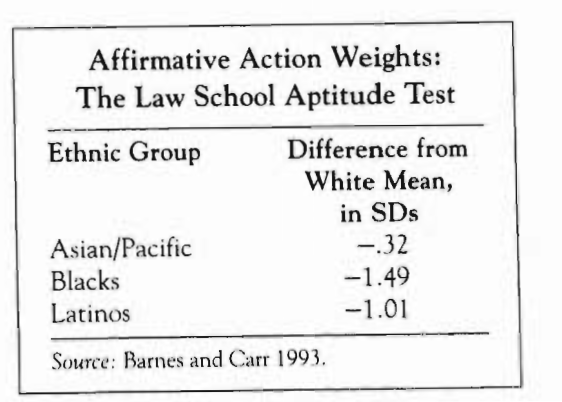 Affirmative Action Weights:
The Law School Aptitude Test
Ethnic Group Difference from
White Mean,
in SDs
Asian/Pacific −.32
Blacks −1.49
Latinos −1.01
Source: Barnes and Carr 1993.